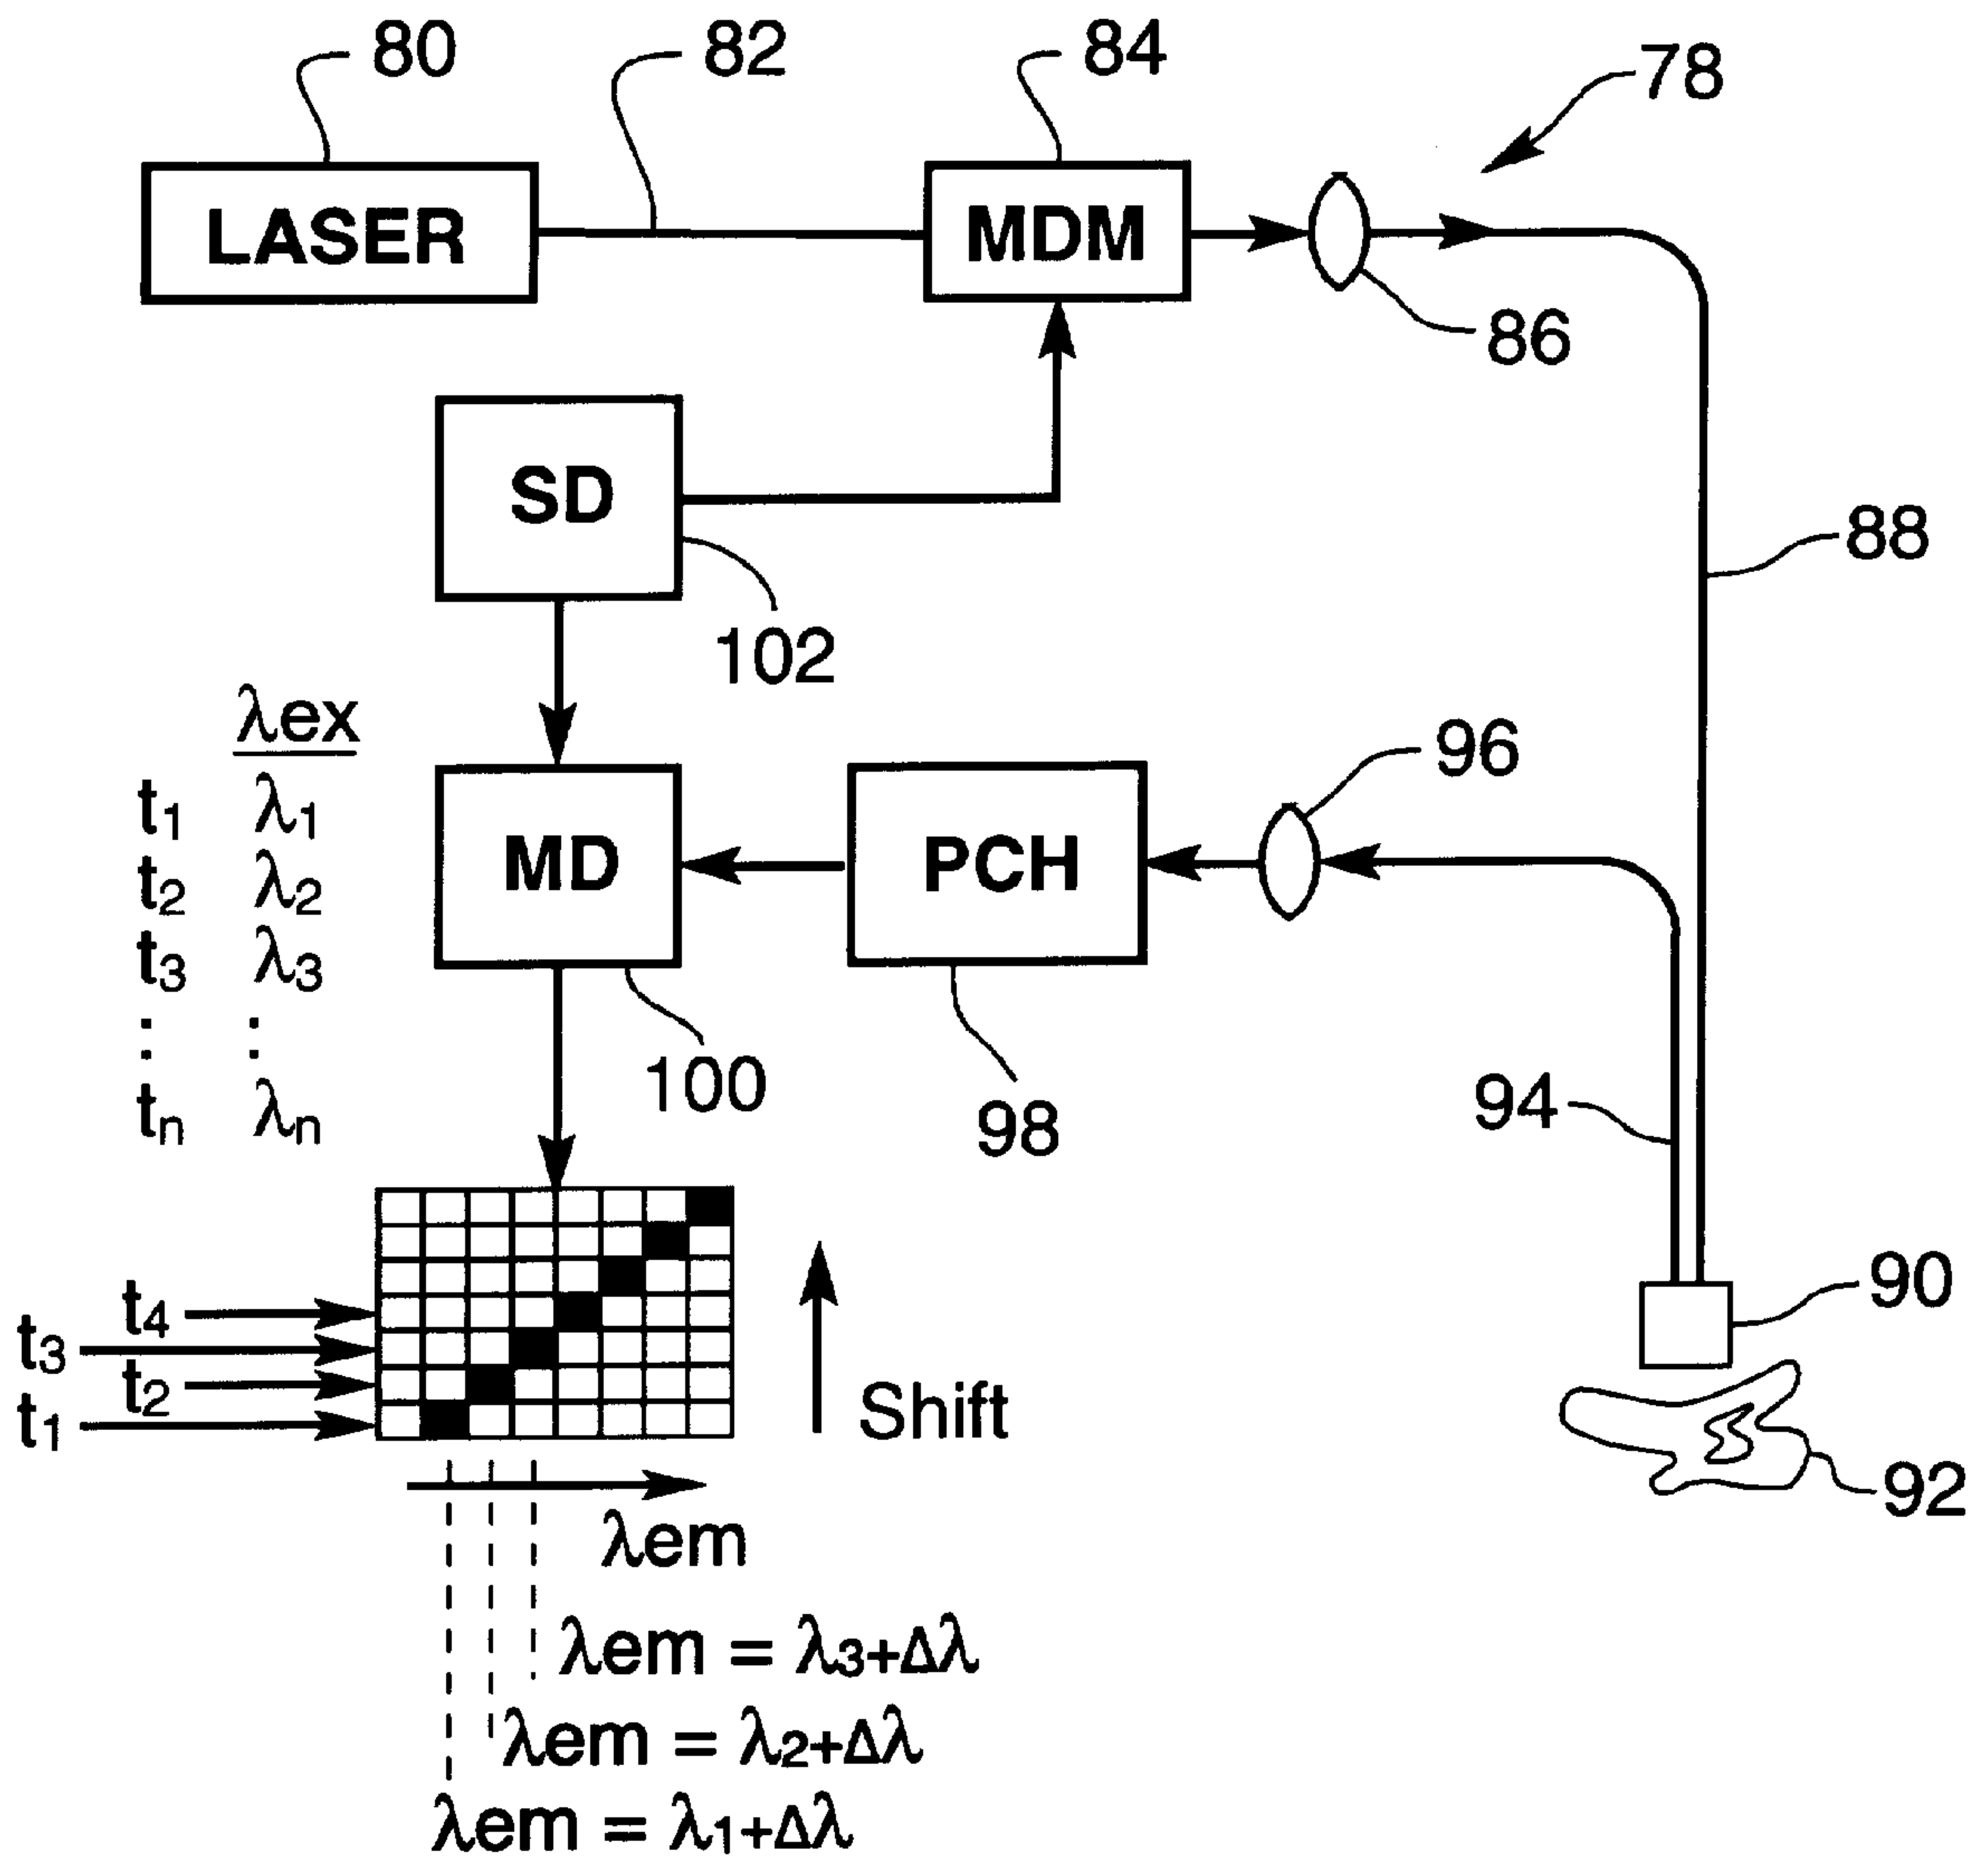 80
82
84
78
LASER
MDM
86
SD
88
102
λex
96
t1 λ1
t2 λ2
t3 λ3
: :
tn λn
MD
PCH
100
98
94
90
t4
t3
t2
t1
Shift
92
λem
λem = λ3+Δλ
λem = λ2+Δλ
λem = λ1+Δλ